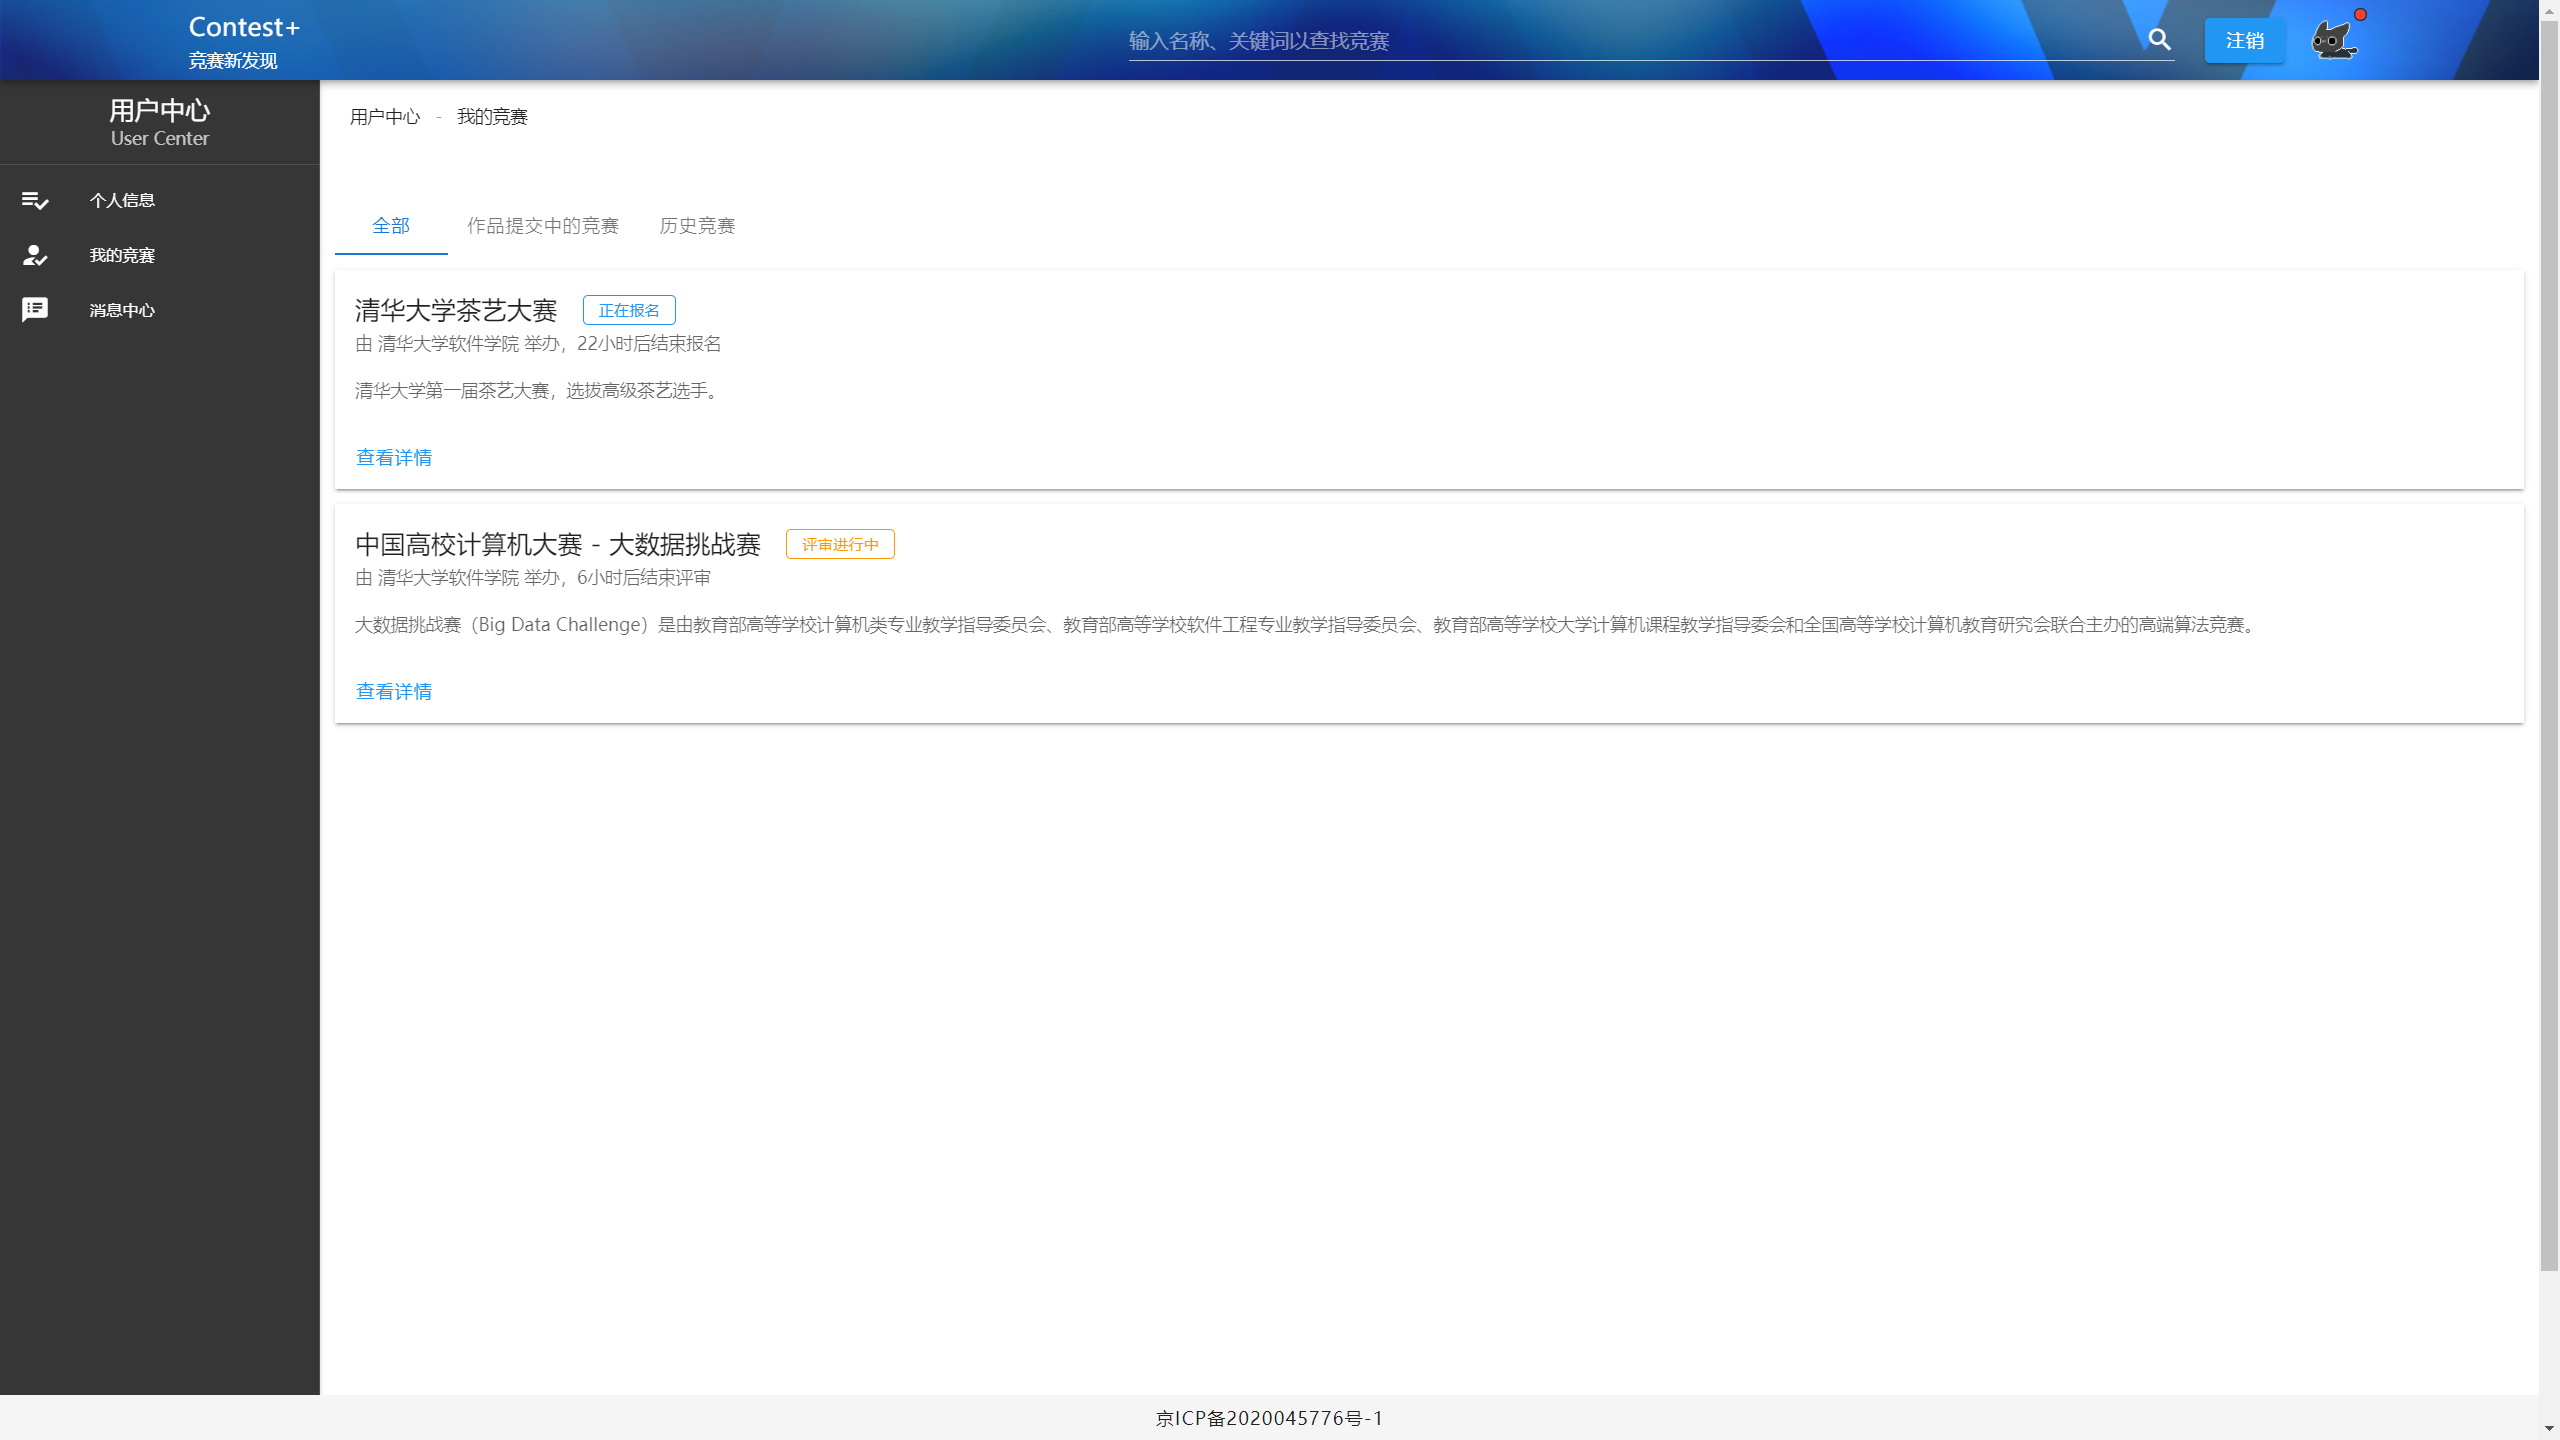 Contest+
竞赛新发现
输入名称、关键词以查找竞赛
注销
用户中心
User Center
个人信息
我的竞赛
消息中心
用户中心 - 我的竞赛
全部 作品提交中的竞赛 历史竞赛
清华大学茶艺大赛 正在报名
由 清华大学软件学院 举办，22小时后结束报名
清华大学第一届茶艺大赛，选拔高级茶艺选手。
查看详情
中国高校计算机大赛 - 大数据挑战赛 评审进行中
由 清华大学软件学院 举办，6小时后结束评审
大数据挑战赛（Big Data Challenge）是由教育部高等学校计算机类专业教学指导委员会、教育部高等学校软件工程专业教学指导委员会、教育部高等学校大学计算机课程教学指导委会和全国高等学校计算机教育研究会联合主办的高端算法竞赛。
查看详情
京ICP备2020045776号-1